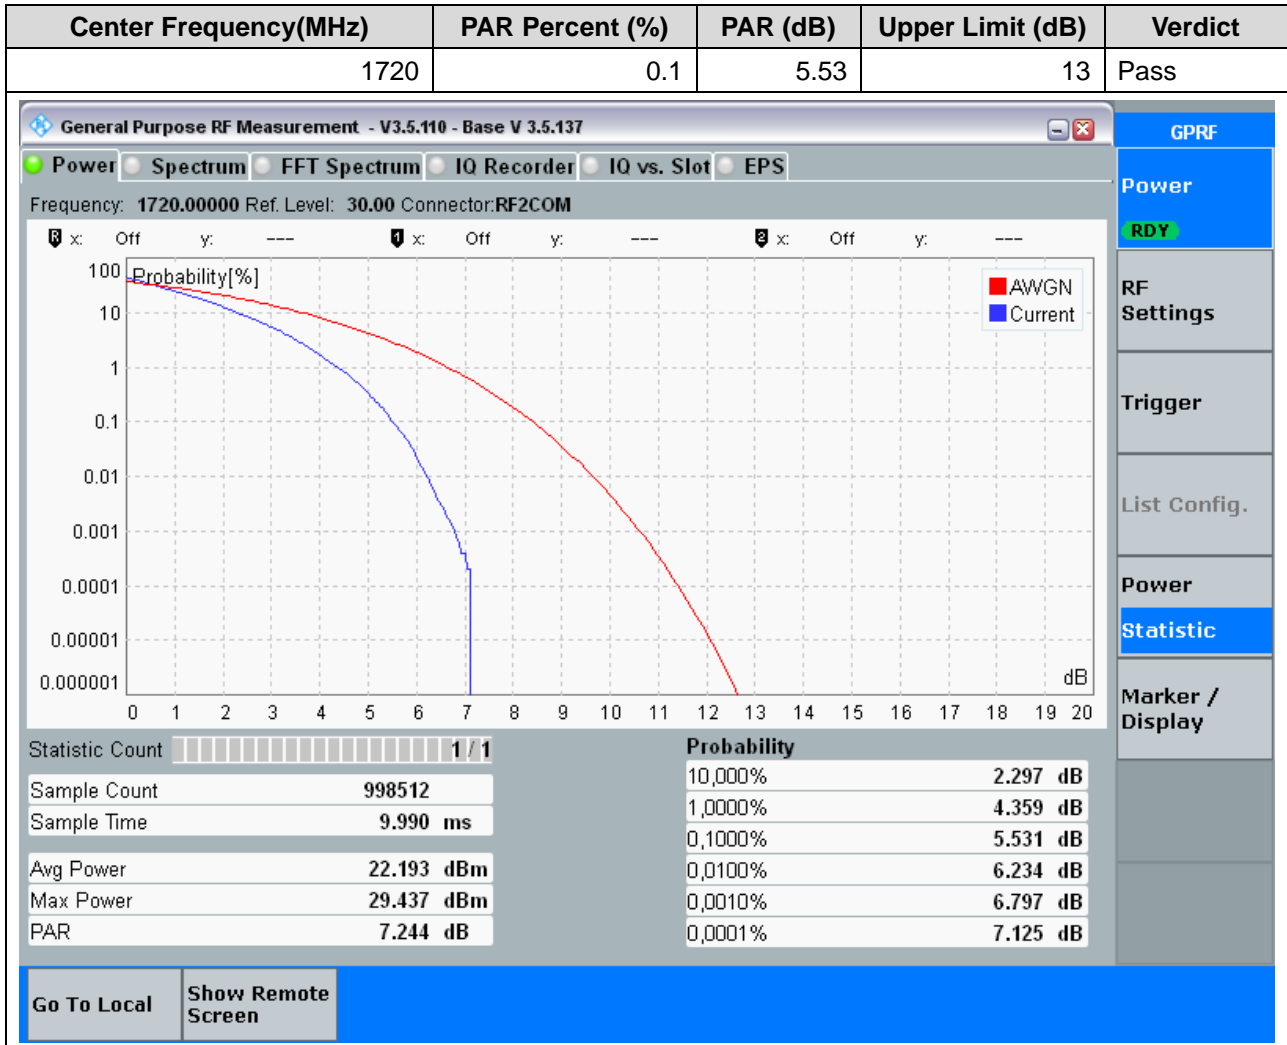 Center Frequency(MHz) PAR Percent (%) PAR (dB) Upper Limit (dB) Verdict
1720 0.1 5.53 13 Pass
General Purpose RF Measurement - V3.5.110 - Base V 3.5.137
GPRF
Power Spectrum FFT Spectrum IQ Recorder IQ vs. Slot EPS
Frequency: 1720.00000 Ref. Level: 30.00 Connector:RF2COM
R x: Off y: --- 1 x: Off y: --- 2 x: Off y: ---
Probability[%]
AWGN
Current
100
10
1
0.1
0.01
0.001
0.0001
0.00001
0.000001
dB
0 1 2 3 4 5 6 7 8 9 10 11 12 13 14 15 16 17 18 19 20
Statistic Count 1 / 1
Sample Count 998512
Sample Time 9.990 ms
Avg Power 22.193 dBm
Max Power 29.437 dBm
PAR 7.244 dB
Probability
10,000% 2.297 dB
1,0000% 4.359 dB
0,1000% 5.531 dB
0,0100% 6.234 dB
0,0010% 6.797 dB
0,0001% 7.125 dB
Power
RDY
RF
Settings
Trigger
List Config.
Power
Statistic
Marker /
Display
Go To Local
Show Remote
Screen